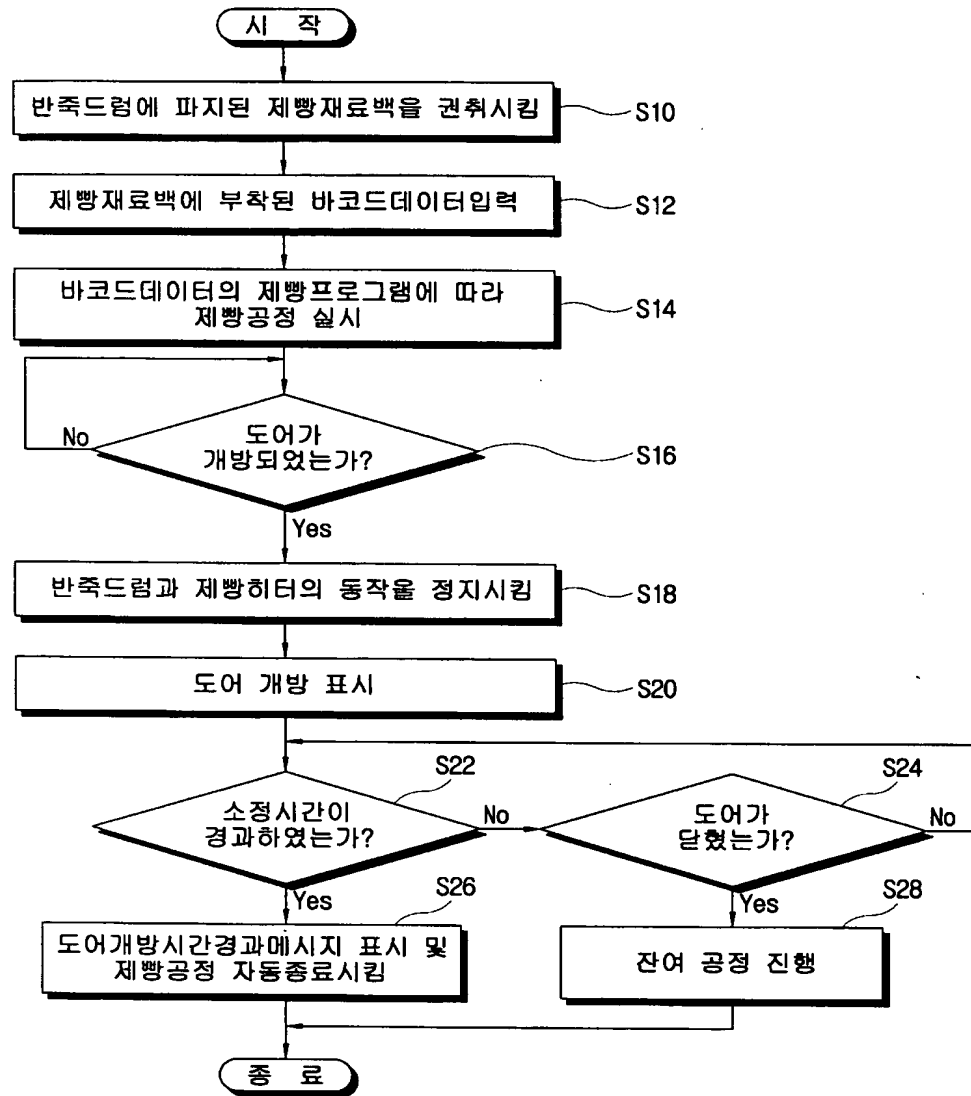 시 작
반죽드럼에 파지된 제빵재료백을 권취시킴
S10
제빵재료백에 부착된 바코드데이터입력
S12
바코드데이터의 제빵프로그램에 따라
제빵공정 실시
S14
No
도어가
개방되었는가?
S16
Yes
반죽드럼과 제빵히터의 동작을 정지시킴
S18
도어 개방 표시
S20
S22
소정시간이
경과하였는가?
No
S24
도어가
닫혔는가?
No
Yes
S26
도어개방시간경과메시지 표시 및
제빵공정 자동종료시킴
Yes
S28
잔여 공정 진행
종 료